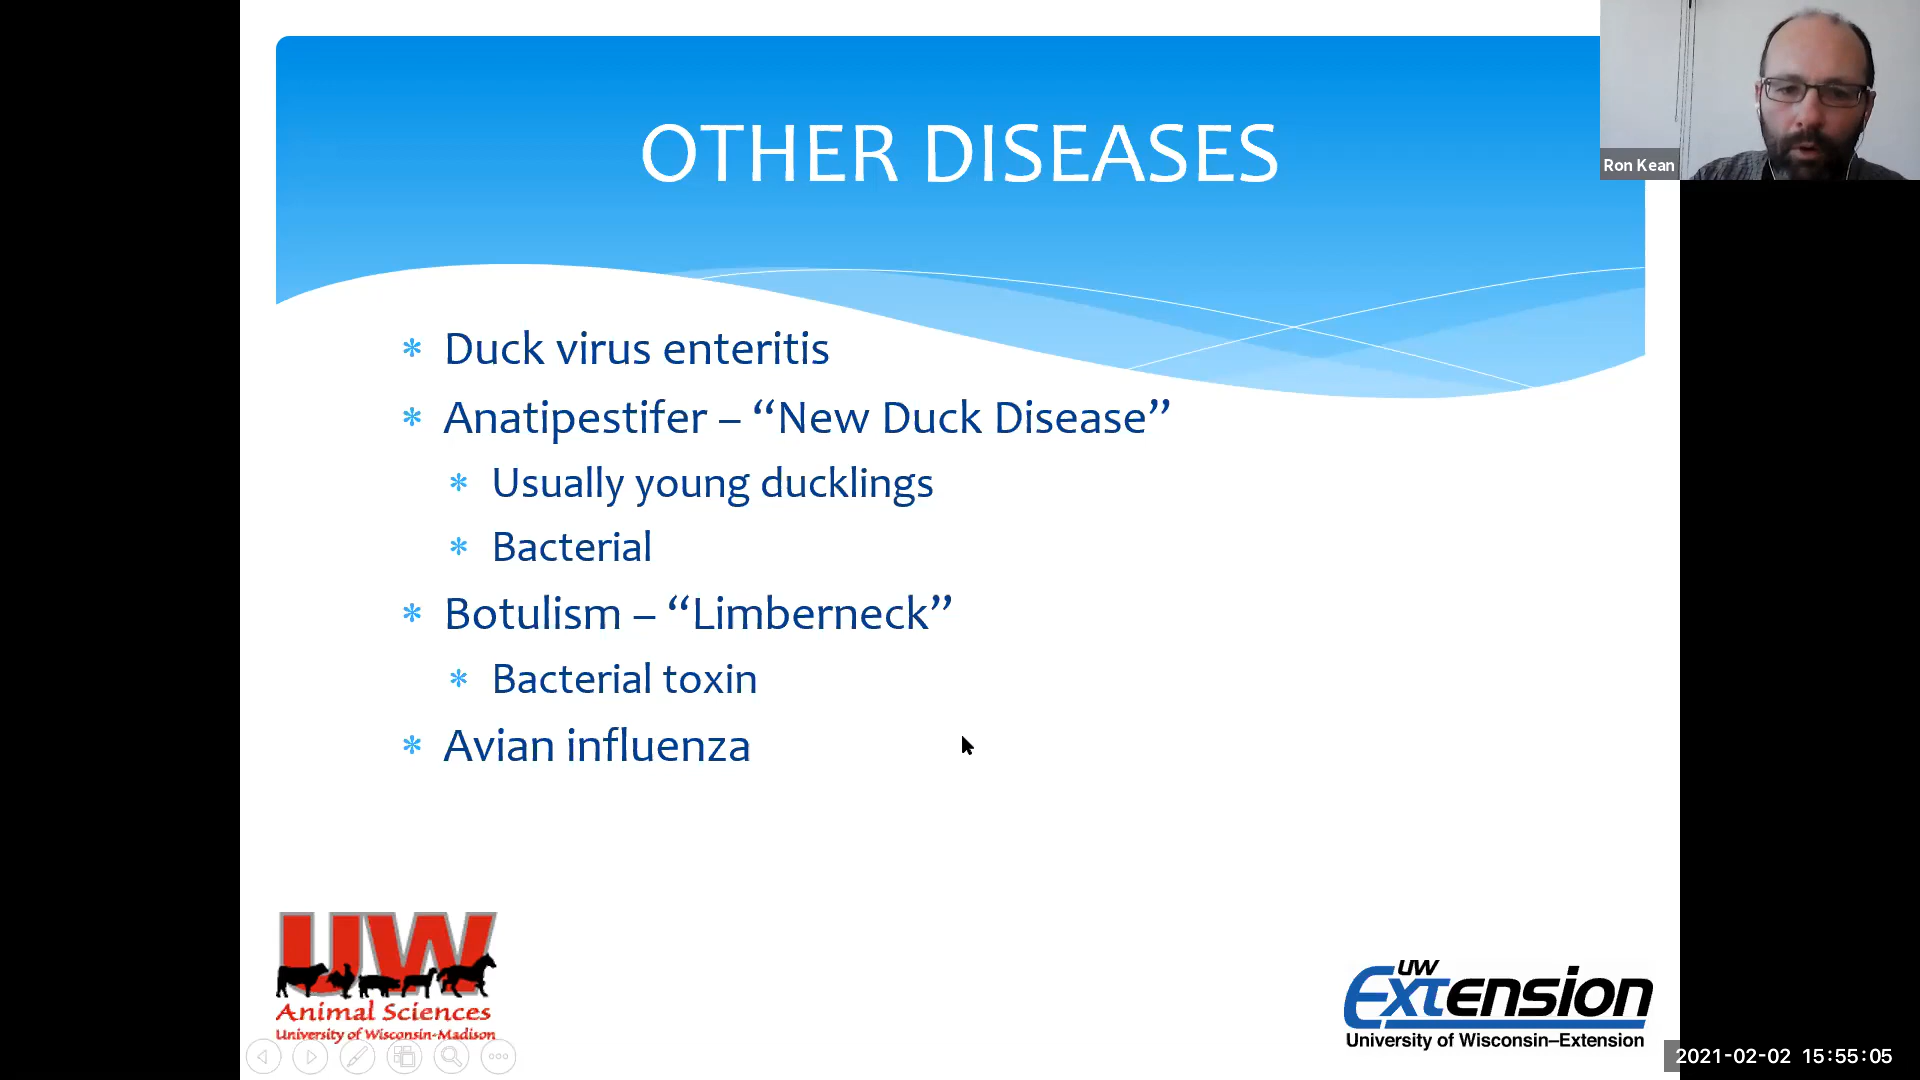 OTHER DISEASES
Ron Kean
* Duck virus enteritis
* Anatipestifer – “New Duck Disease”
* Usually young ducklings
* Bacterial
* Botulism – “Limberneck”
* Bacterial toxin
* Avian influenza
UW
Animal Sciences
University of Wisconsin-Madison
UW
Extension
University of Wisconsin–Extension
2021-02-02 15:55:05